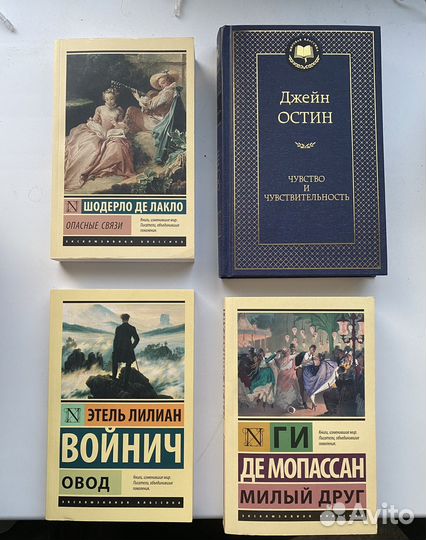 ШОДЕРЛО ДЕ ЛАКЛО
ОПАСНЫЕ СВЯЗИ
Книги, изменившие мир.
Писатели, объединившие
поколения.
ЭКСКЛЮЗИВНАЯ КЛАССИКА
Джейн
ОСТИН
ЧУВСТВО
И
ЧУВСТВИТЕЛЬНОСТЬ
ЭТЕЛЬ ЛИЛИАН
ВОЙНИЧ
ОВОД
Книги, изменившие мир.
Писатели, объединившие
поколения.
ЭКСКЛЮЗИВНАЯ КЛАССИКА
ГИ
Книги, изменившие мир.
Писатели, объединившие
поколения.
ДЕ МОПАССАН
МИЛЫЙ ДРУГ
ЭКСКЛЮЗИВНАЯ КЛАССИКА
Avito